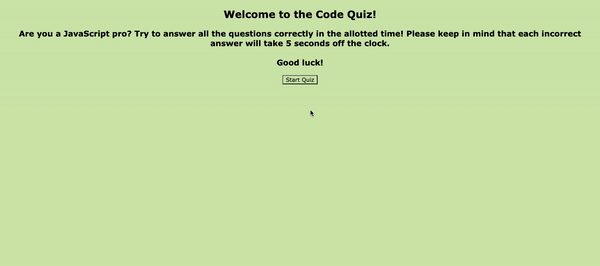 Welcome to the Code Quiz!
Are you a JavaScript pro? Try to answer all the questions correctly in the allotted time! Please keep in mind that each incorrect
answer will take 5 seconds off the clock.
Good luck!
Start Quiz